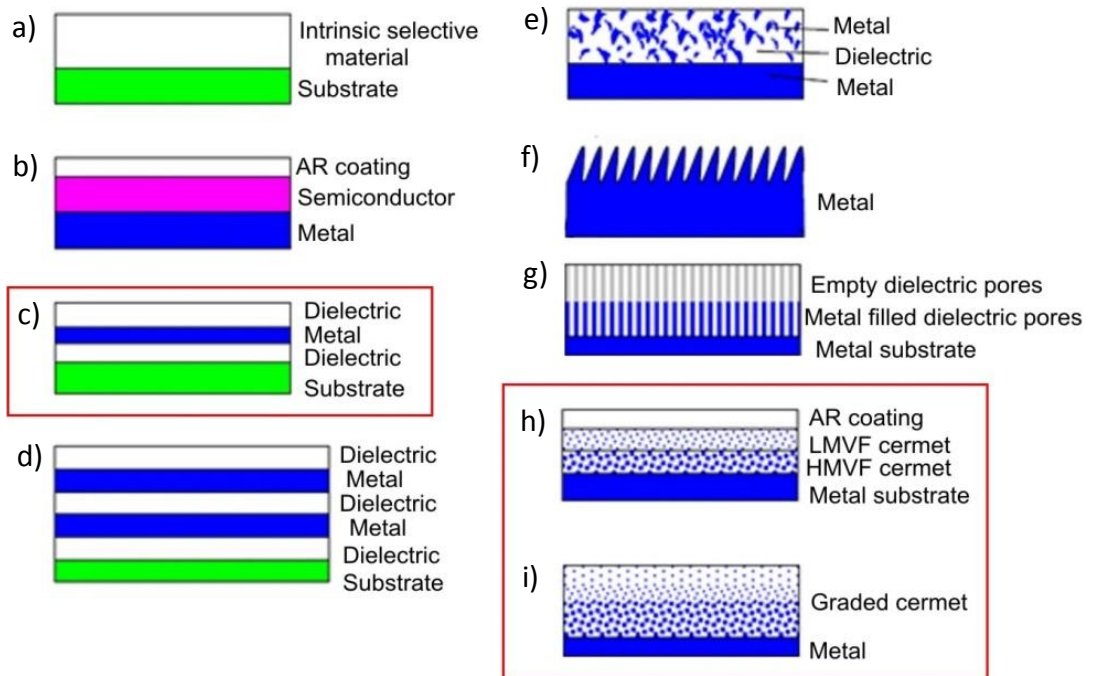 a)
Intrinsic selective
material
Substrate
b)
AR coating
Semiconductor
Metal
c)
Dielectric
Metal
Dielectric
Substrate
d)
Dielectric
Metal
Dielectric
Metal
Dielectric
Substrate
e)
Metal
Dielectric
Metal
f)
Metal
g)
Empty dielectric pores
Metal filled dielectric pores
Metal substrate
h)
AR coating
LMVF cermet
HMVF cermet
Metal substrate
i)
Graded cermet
Metal